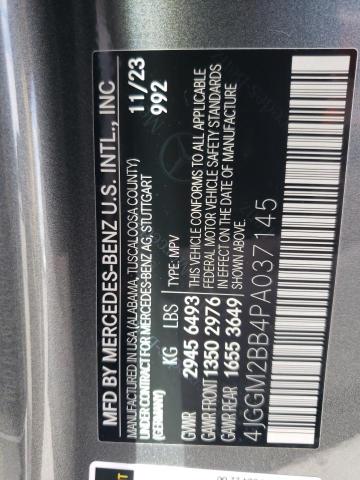 MFD BY MERCEDES-BENZ U.S. INTL., INC
MANUFACTURED IN USA (ALABAMA, TUSCALOOSA COUNTY)
UNDER CONTRACT FOR MERCEDES-BENZ AG, STUTTGART
(GERMANY)
11/23
992
KG LBS TYPE: MPV
GVWR 2945 6493
GAWR FRONT 1350 2976
GAWR REAR 1655 3649
THIS VEHICLE CONFORMS TO ALL APPLICABLE
FEDERAL MOTOR VEHICLE SAFETY STANDARDS
IN EFFECT ON THE DATE OF MANUFACTURE
SHOWN ABOVE.
4JGGM2BB4PA037145